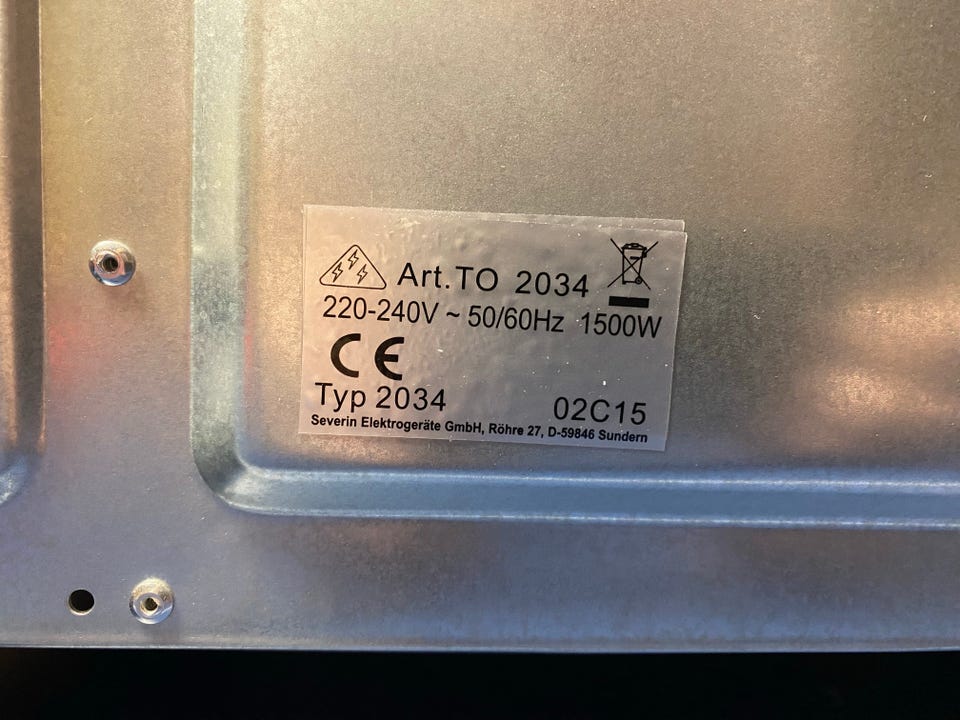 Art.TO 2034
220-240V ~ 50/60Hz 1500W
CE
Typ 2034 02C15
Severin Elektrogeräte GmbH, Röhre 27, D-59846 Sundern